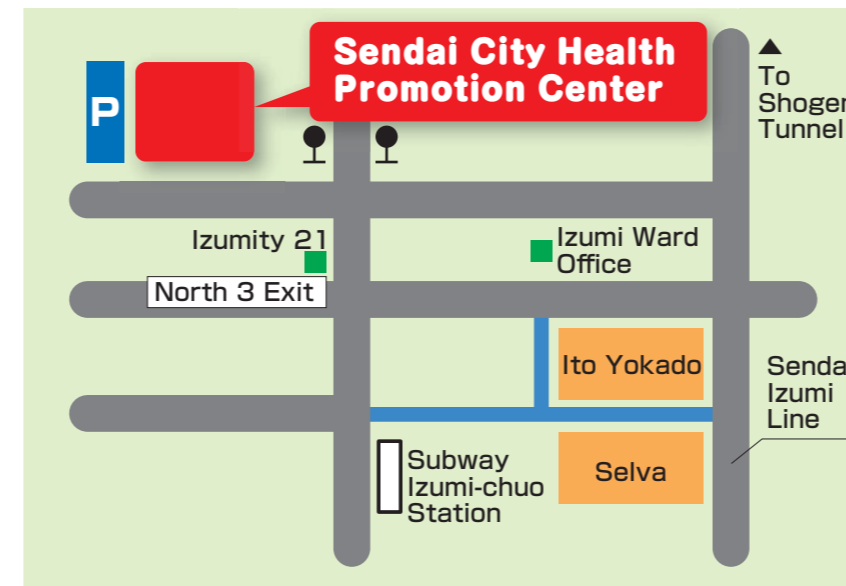 Sendai City Health
Promotion Center
P
To
Shogen
Tunnel
Izumity 21
Izumi Ward
Office
North 3 Exit
Ito Yokado
Senda
Izumi
Line
Subway
Izumi-chuo
Station
Selva